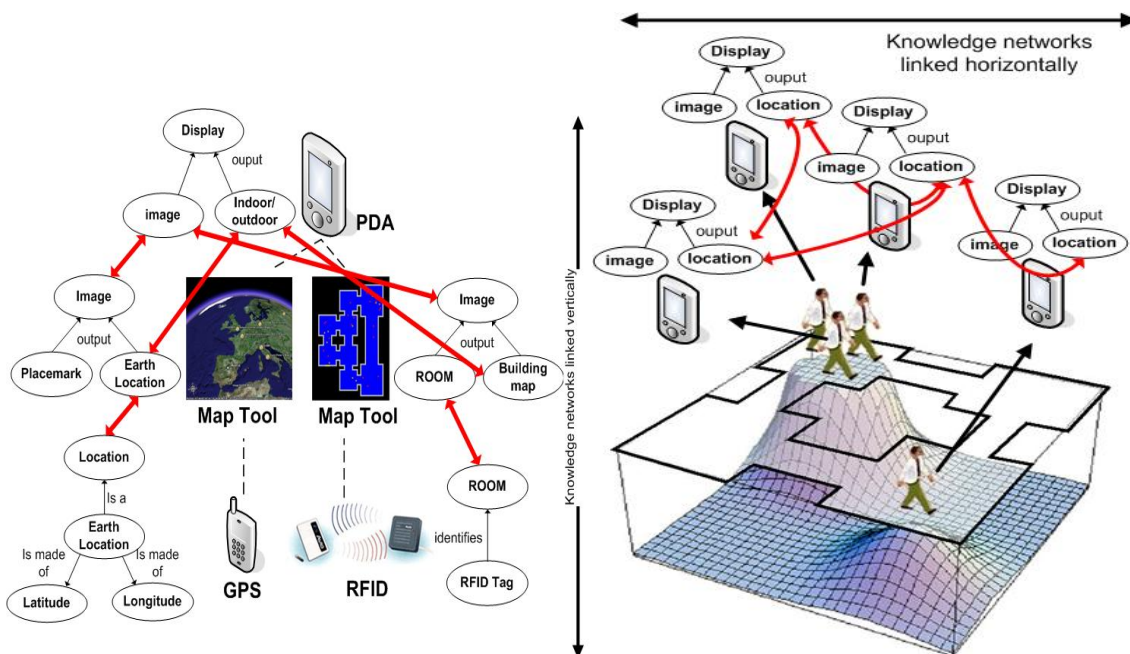 Display
ouput
image
Indoor/
outdoor
PDA
Image
output
Placemark
Earth
Location
Map Tool
Map Tool
Image
output
ROOM
Building
map
Location
Is a
Earth
Location
Is made
of
Is made
of
Latitude
Longitude
GPS
RFID
ROOM
identifies
RFID Tag
Knowledge networks linked vertically
Knowledge networks
linked horizontally
Display
ouput
image
location
Display
ouput
image
location
Display
ouput
image
location
Display
ouput
image
location